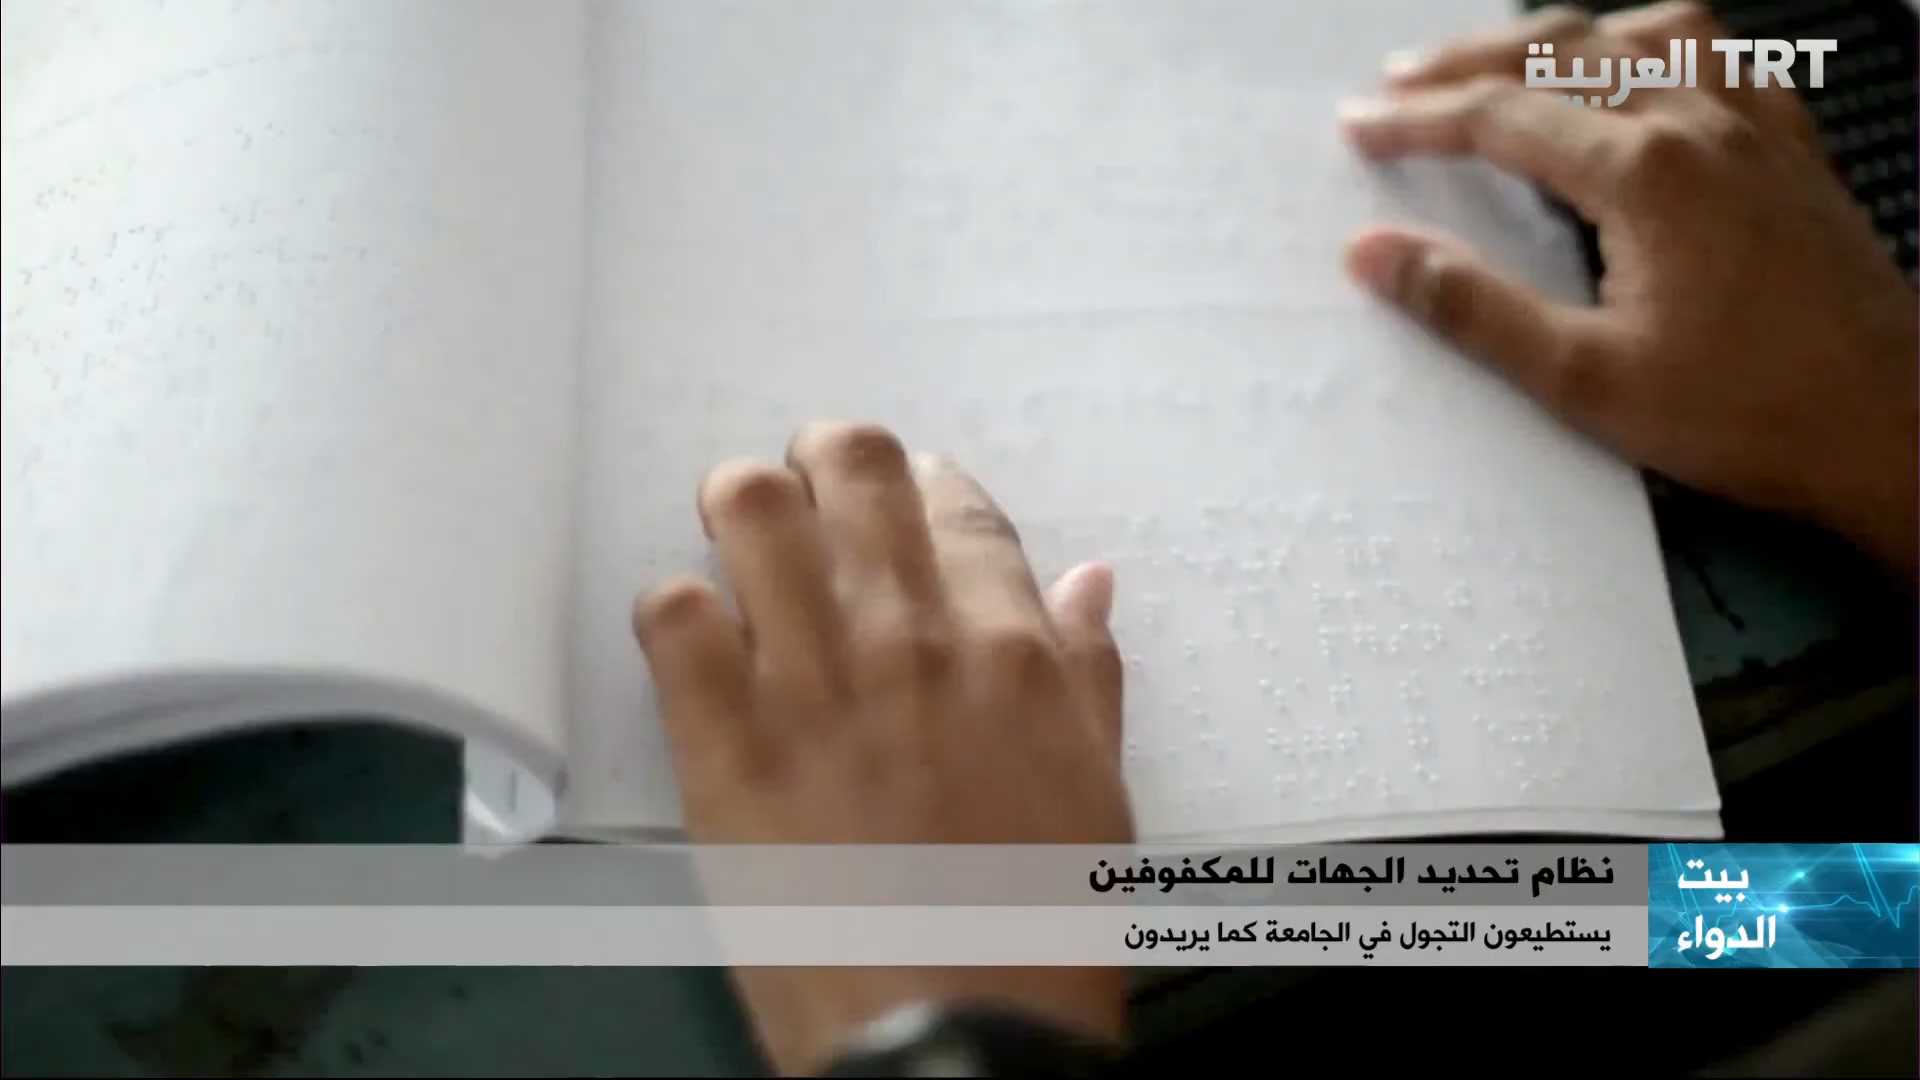 TRT العربية
نظام تحديد الجهات للمكفوفين
يستطيعون التجول في الجامعة كما يريدون
بيت
الدواء